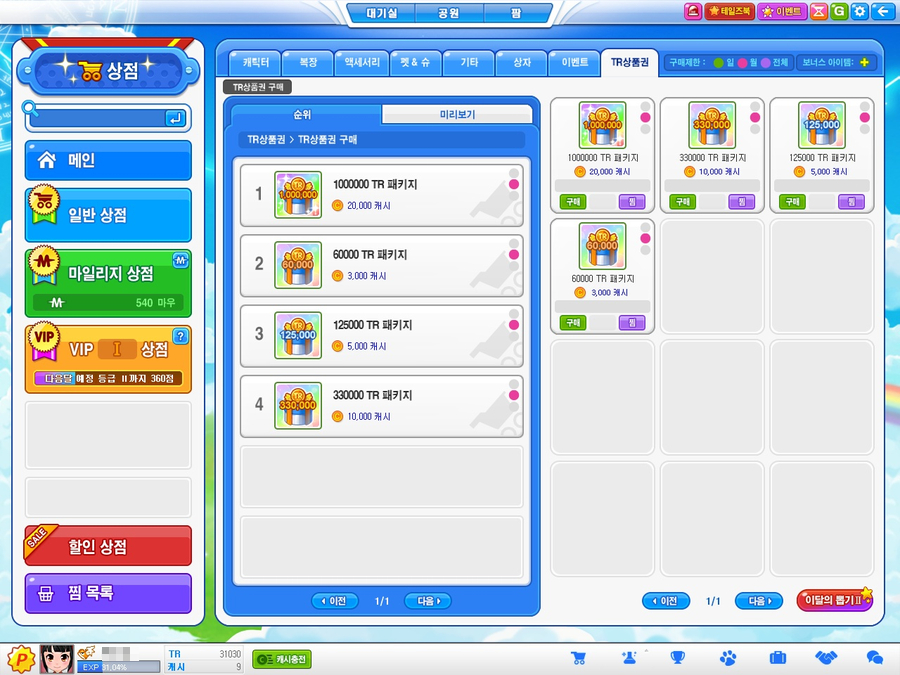 대기실 공원 팜
테일즈북 이벤트 G
상점
메인
일반 상점
마일리지 상점
540 마우
VIP
VIP I 상점 ?
다음달 예정 등급 II까지 360점
SALE
할인 상점
찜 목록
캐릭터 복장 액세서리 펫 & 슈 기타 상자 이벤트 TR상품권
구매제한 : 일 월 전체 보너스 아이템:
TR상품권 구매
순위 미리보기
TR상품권 > TR상품권 구매
1 1,000,000 1000000 TR 패키지
20,000 캐시
2 60,000 60000 TR 패키지
3,000 캐시
3 125,000 125000 TR 패키지
5,000 캐시
4 330,000 330000 TR 패키지
10,000 캐시
이전 1/1 다음
1,000,000
1000000 TR 패키지
20,000 캐시
구매 찜
330,000
330000 TR 패키지
10,000 캐시
구매 찜
125,000
125000 TR 패키지
5,000 캐시
구매 찜
60,000
60000 TR 패키지
3,000 캐시
구매 찜
이전 1/1 다음
이달의 뽑기 II
P
EXP 31,04%
TR 31030
캐시 9
캐시충전